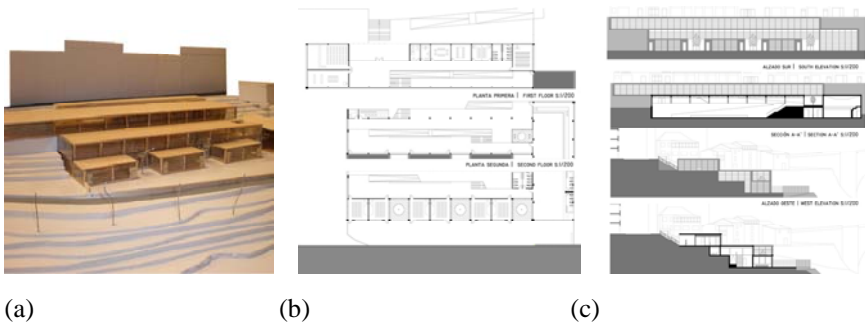 PLANTA PRIMERA | FIRST FLOOR S:1/200
PLANTA SEGUNDA | SECOND FLOOR S:1/200
ALZADO SUR | SOUTH ELEVATION S:1/200
SECCIÓN A-A' | SECTION A-A' S:1/200
ALZADO OESTE | WEST ELEVATION S:1/200
(a)
(b)
(c)